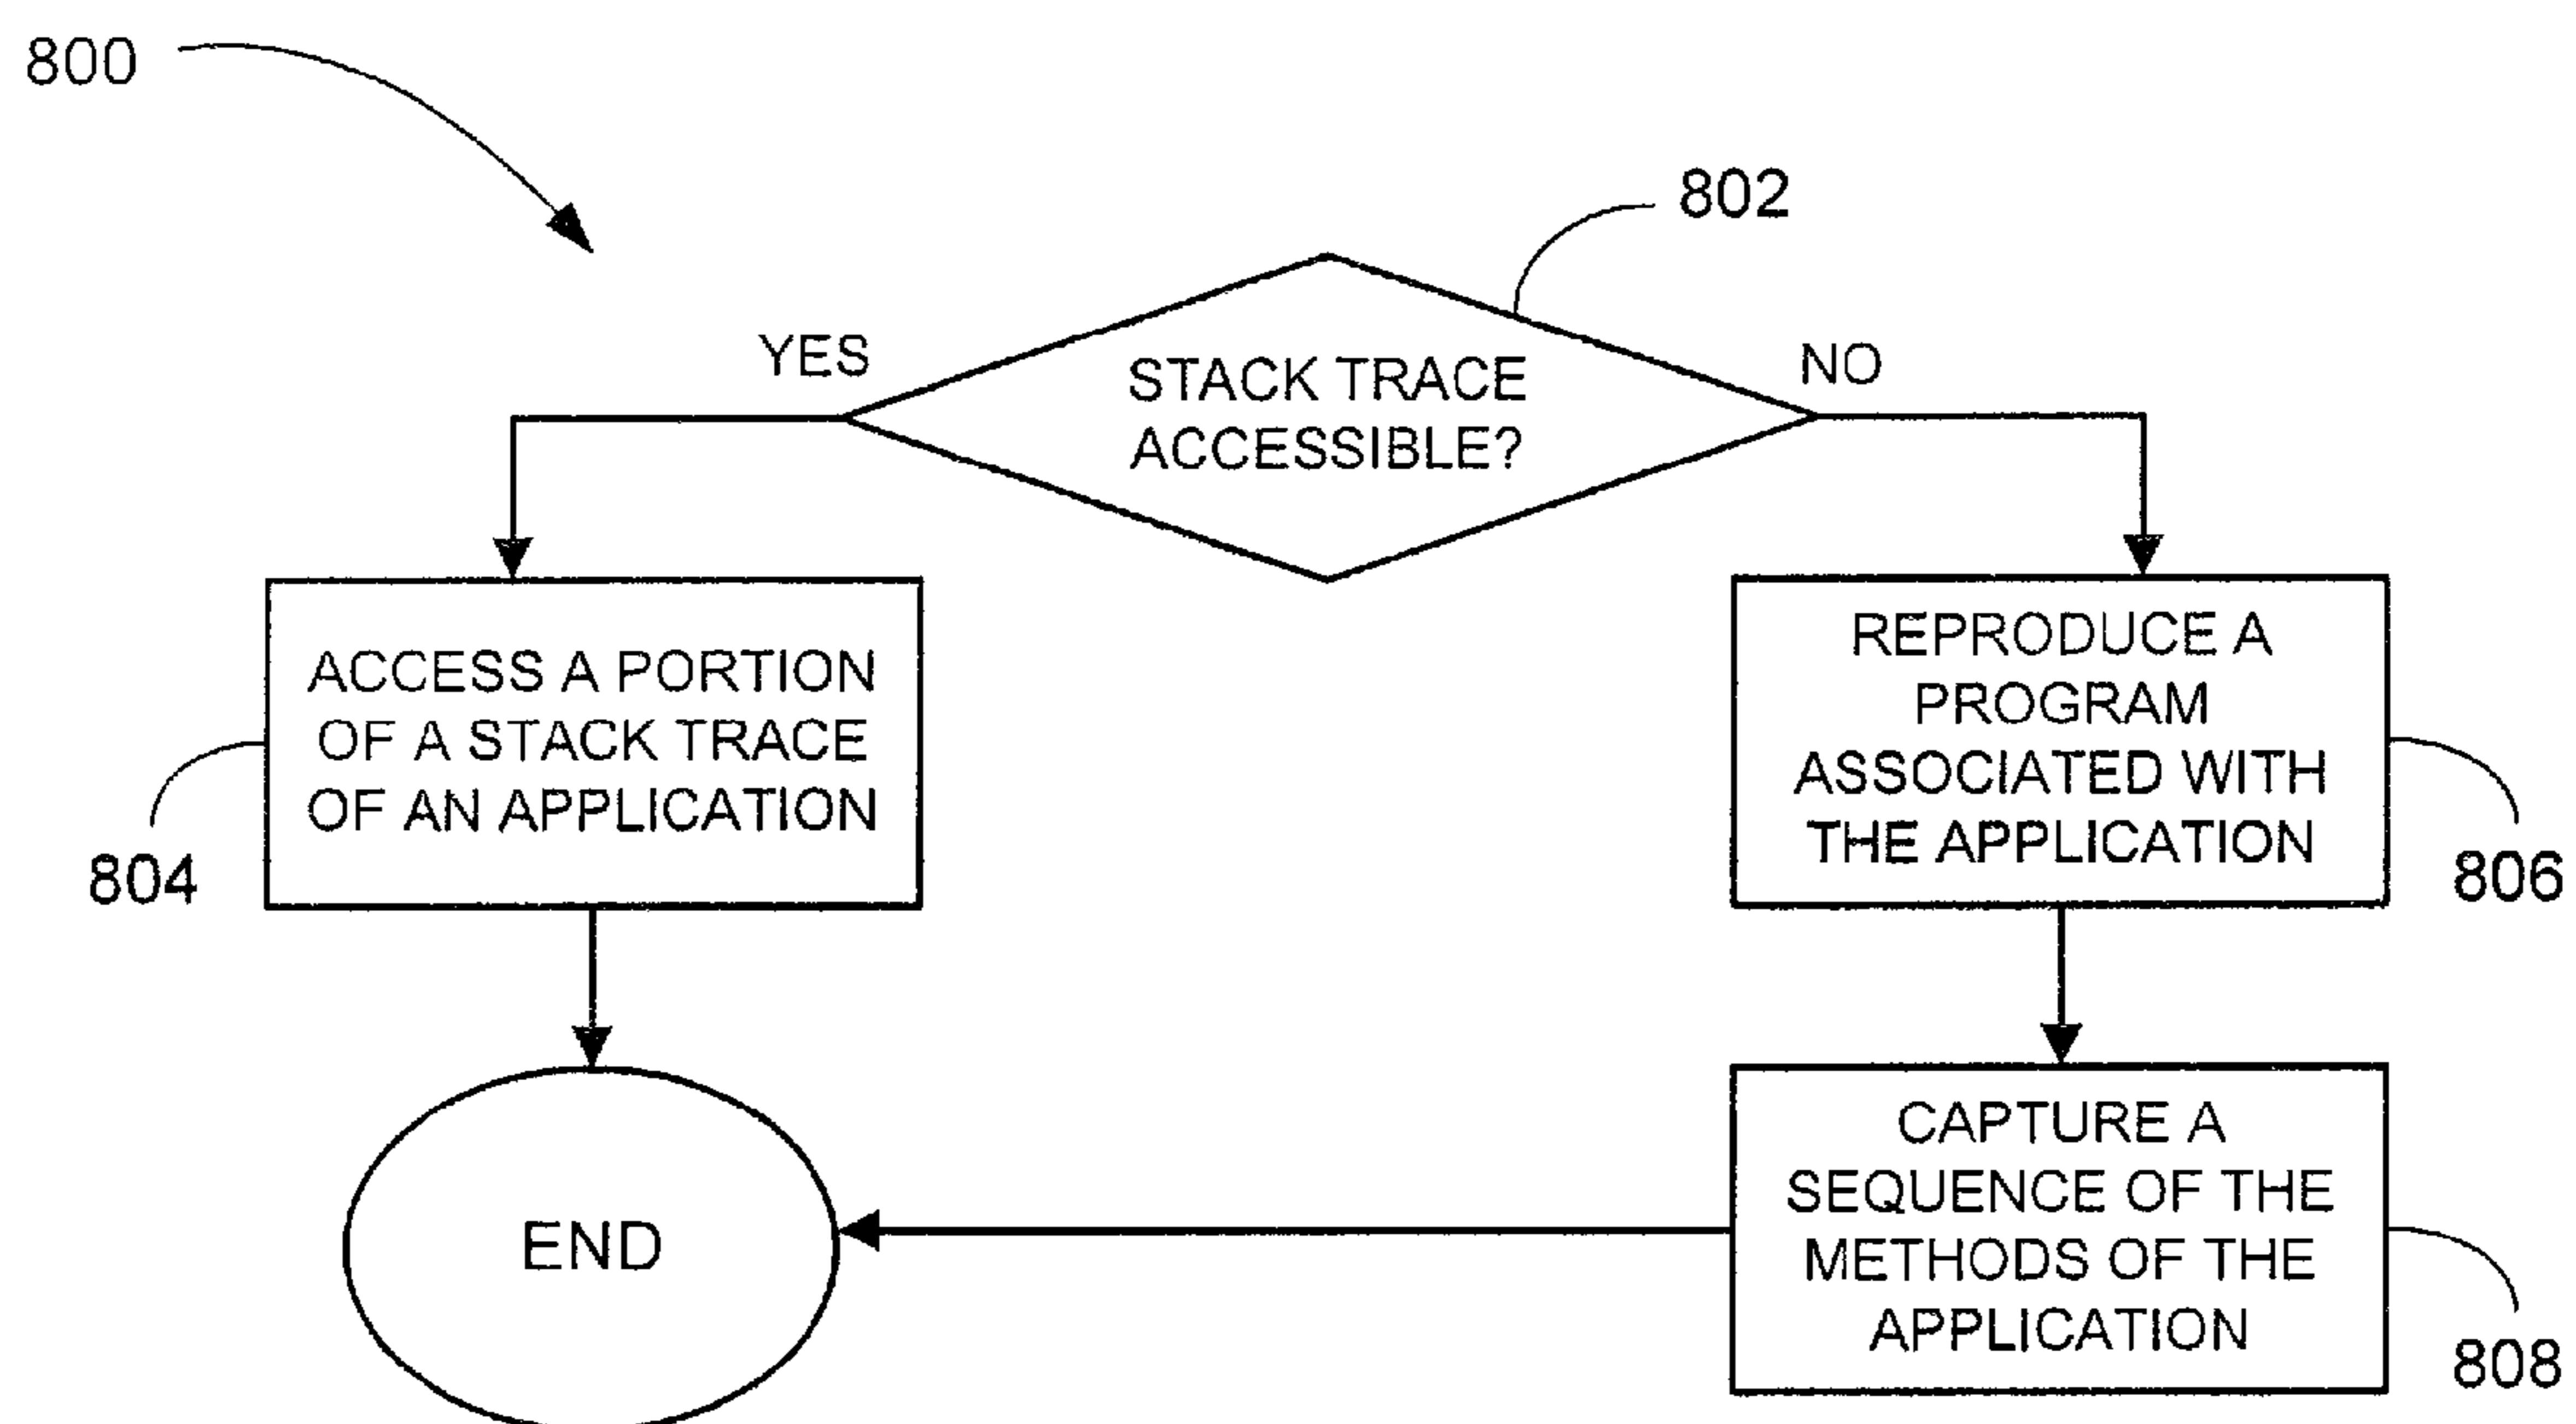 800
802
YES
STACK TRACE
ACCESSIBLE?
NO
ACCESS A PORTION
OF A STACK TRACE
OF AN APPLICATION
804
REPRODUCE A
PROGRAM
ASSOCIATED WITH
THE APPLICATION
806
END
CAPTURE A
SEQUENCE OF THE
METHODS OF THE
APPLICATION
808